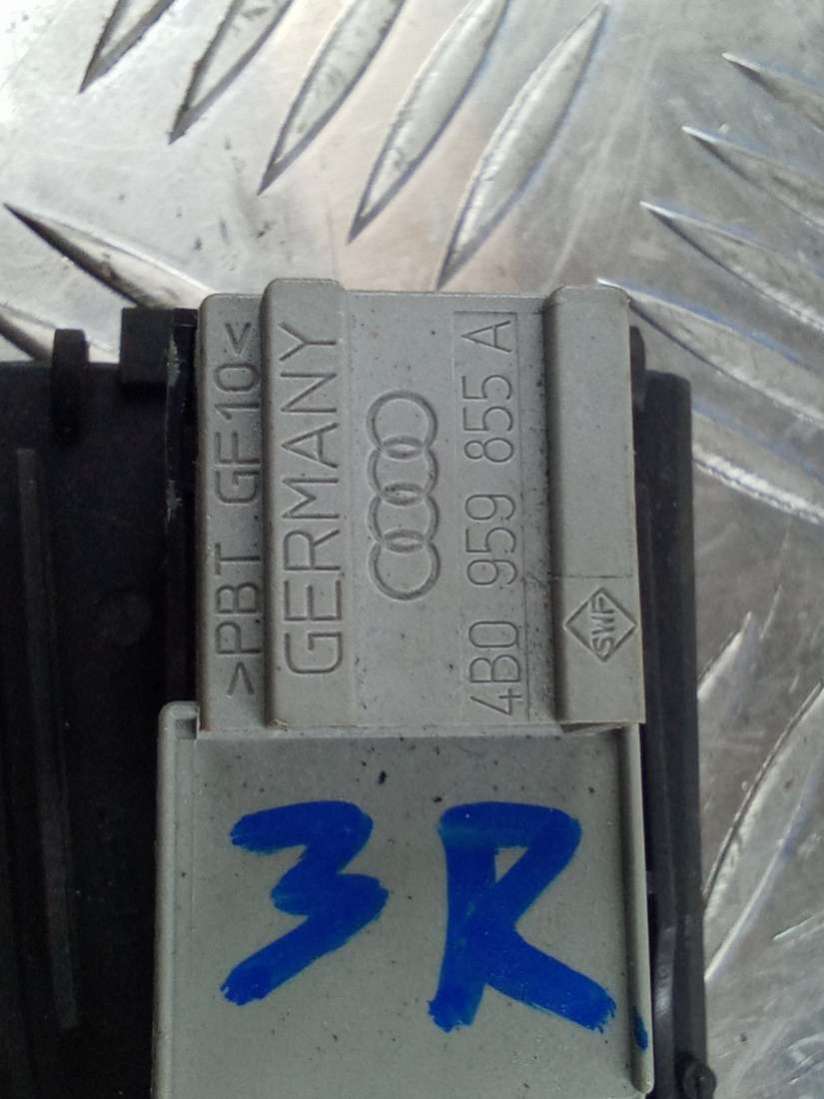 >PBT GF10<
GERMANY
4B0 959 855 A
SWF
3R